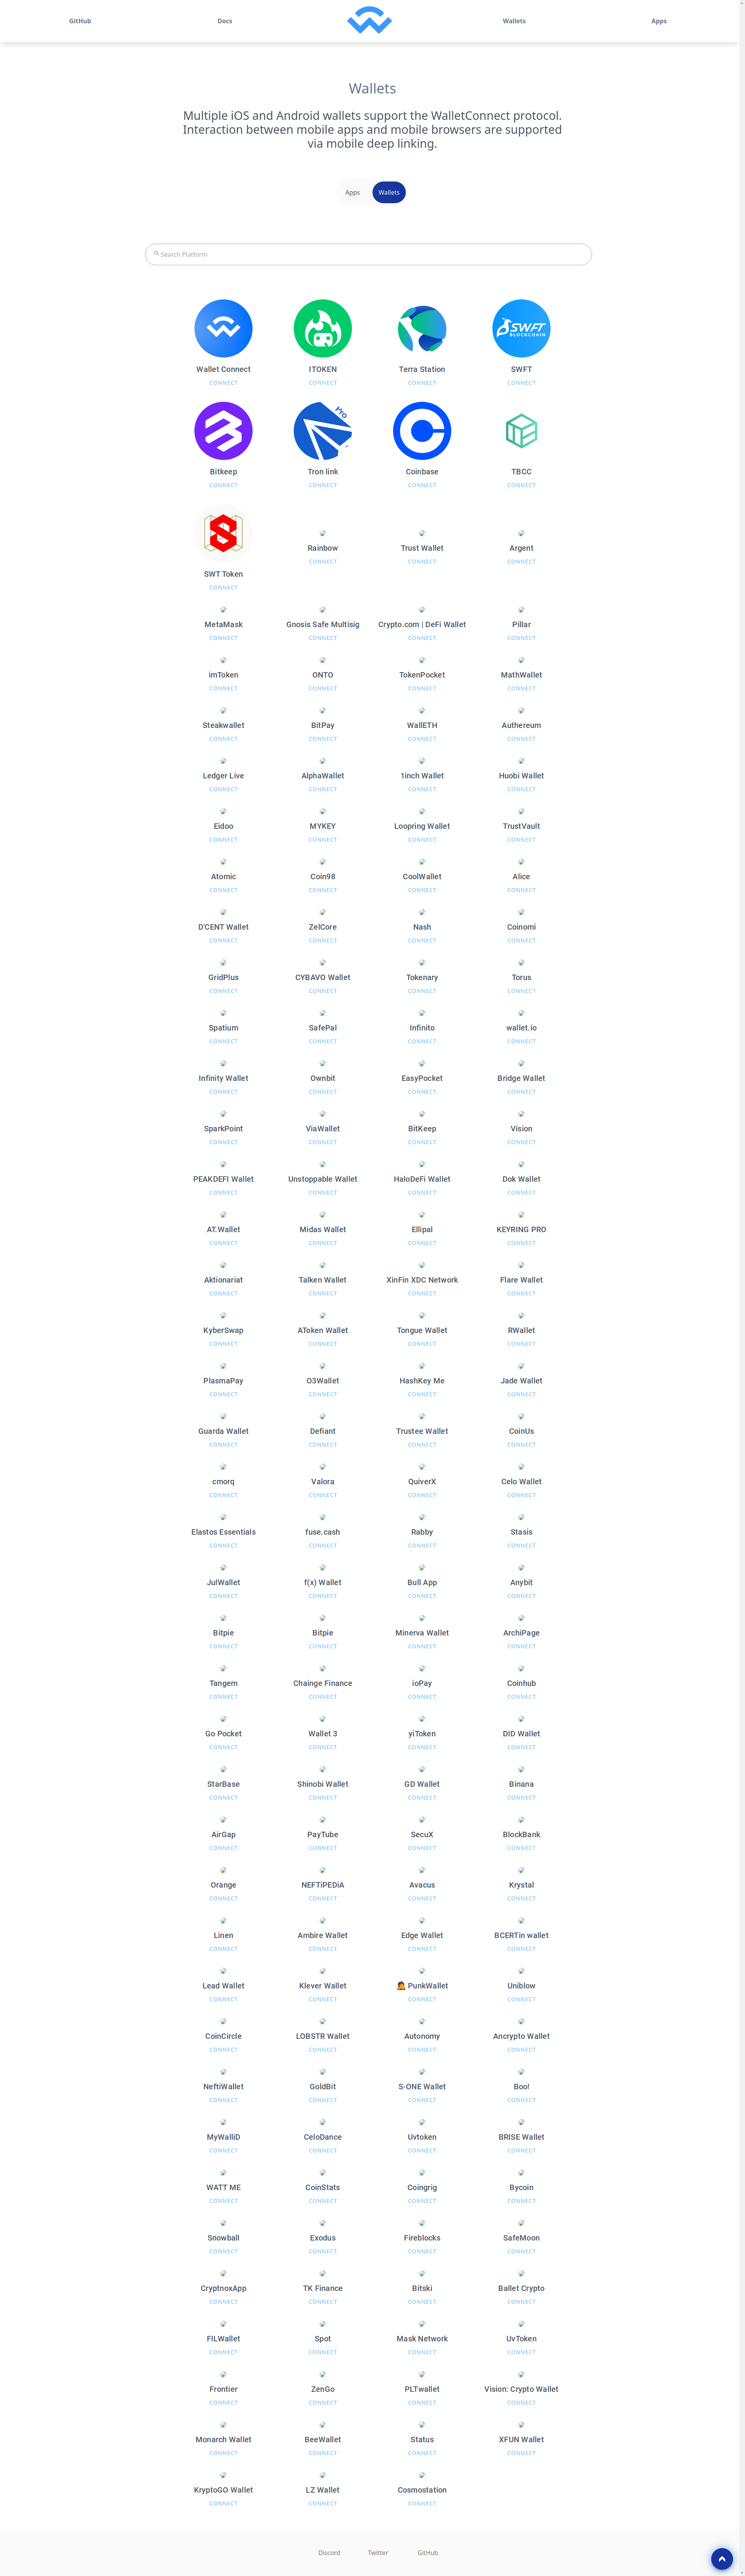 GitHub
Docs
Wallets
Apps
Wallets
Multiple iOS and Android wallets support the WalletConnect protocol.
Interaction between mobile apps and mobile browsers are supported
via mobile deep linking.
Apps
Wallets
Search Platform
SWFT
BLOCKCHAIN
Wallet Connect
ITOKEN
Terra Station
SWFT
CONNECT
CONNECT
CONNECT
CONNECT
Pro
Bitkeep
Tron link
Coinbase
TBCC
CONNECT
CONNECT
CONNECT
CONNECT
Rainbow
Trust Wallet
Argent
CONNECT
CONNECT
CONNECT
SWT Token
CONNECT
MetaMask
Gnosis Safe Multisig
Crypto.com | DeFi Wallet
Pillar
CONNECT
CONNECT
CONNECT
CONNECT
imToken
ONTO
TokenPocket
MathWallet
CONNECT
CONNECT
CONNECT
CONNECT
Steakwallet
BitPay
WallETH
Authereum
CONNECT
CONNECT
CONNECT
CONNECT
Ledger Live
AlphaWallet
1inch Wallet
Huobi Wallet
CONNECT
CONNECT
CONNECT
CONNECT
Eidoo
MYKEY
Loopring Wallet
TrustVault
CONNECT
CONNECT
CONNECT
CONNECT
Atomic
Coin98
CoolWallet
Alice
CONNECT
CONNECT
CONNECT
CONNECT
D'CENT Wallet
ZelCore
Nash
Coinomi
CONNECT
CONNECT
CONNECT
CONNECT
GridPlus
CYBAVO Wallet
Tokenary
Torus
CONNECT
CONNECT
CONNECT
CONNECT
Spatium
SafePal
Infinito
wallet.io
CONNECT
CONNECT
CONNECT
CONNECT
Infinity Wallet
Ownbit
EasyPocket
Bridge Wallet
CONNECT
CONNECT
CONNECT
CONNECT
SparkPoint
ViaWallet
BitKeep
Vision
CONNECT
CONNECT
CONNECT
CONNECT
PEAKDEFI Wallet
Unstoppable Wallet
HaloDeFi Wallet
Dok Wallet
CONNECT
CONNECT
CONNECT
CONNECT
AT.Wallet
Midas Wallet
Ellipal
KEYRING PRO
CONNECT
CONNECT
CONNECT
CONNECT
Aktionariat
Talken Wallet
XinFin XDC Network
Flare Wallet
CONNECT
CONNECT
CONNECT
CONNECT
KyberSwap
AToken Wallet
Tongue Wallet
RWallet
CONNECT
CONNECT
CONNECT
CONNECT
PlasmaPay
O3Wallet
HashKey Me
Jade Wallet
CONNECT
CONNECT
CONNECT
CONNECT
Guarda Wallet
Defiant
Trustee Wallet
CoinUs
CONNECT
CONNECT
CONNECT
CONNECT
cmorq
Valora
QuiverX
Celo Wallet
CONNECT
CONNECT
CONNECT
CONNECT
Elastos Essentials
fuse.cash
Rabby
Stasis
CONNECT
CONNECT
CONNECT
CONNECT
JulWallet
f(x) Wallet
Bull App
Anybit
CONNECT
CONNECT
CONNECT
CONNECT
Bitpie
Bitpie
Minerva Wallet
ArchiPage
CONNECT
CONNECT
CONNECT
CONNECT
Tangem
Chainge Finance
ioPay
Coinhub
CONNECT
CONNECT
CONNECT
CONNECT
Go Pocket
Wallet 3
yiToken
DID Wallet
CONNECT
CONNECT
CONNECT
CONNECT
StarBase
Shinobi Wallet
GD Wallet
Binana
CONNECT
CONNECT
CONNECT
CONNECT
AirGap
PayTube
SecuX
BlockBank
CONNECT
CONNECT
CONNECT
CONNECT
Orange
NEFTiPEDiA
Avacus
Krystal
CONNECT
CONNECT
CONNECT
CONNECT
Linen
Ambire Wallet
Edge Wallet
BCERTin wallet
CONNECT
CONNECT
CONNECT
CONNECT
Lead Wallet
Klever Wallet
🧑‍🎤 PunkWallet
Uniblow
CONNECT
CONNECT
CONNECT
CONNECT
CoinCircle
LOBSTR Wallet
Autonomy
Ancrypto Wallet
CONNECT
CONNECT
CONNECT
CONNECT
NeftiWallet
GoldBit
S-ONE Wallet
Boo!
CONNECT
CONNECT
CONNECT
CONNECT
MyWalliD
CeloDance
Uvtoken
BRISE Wallet
CONNECT
CONNECT
CONNECT
CONNECT
WATT ME
CoinStats
Coingrig
Bycoin
CONNECT
CONNECT
CONNECT
CONNECT
Snowball
Exodus
Fireblocks
SafeMoon
CONNECT
CONNECT
CONNECT
CONNECT
CryptnoxApp
TK Finance
Bitski
Ballet Crypto
CONNECT
CONNECT
CONNECT
CONNECT
FILWallet
Spot
Mask Network
UvToken
CONNECT
CONNECT
CONNECT
CONNECT
Frontier
ZenGo
PLTwallet
Vision: Crypto Wallet
CONNECT
CONNECT
CONNECT
CONNECT
Monarch Wallet
BeeWallet
Status
XFUN Wallet
CONNECT
CONNECT
CONNECT
CONNECT
KryptoGO Wallet
LZ Wallet
Cosmostation
CONNECT
CONNECT
CONNECT
Discord
Twitter
GitHub